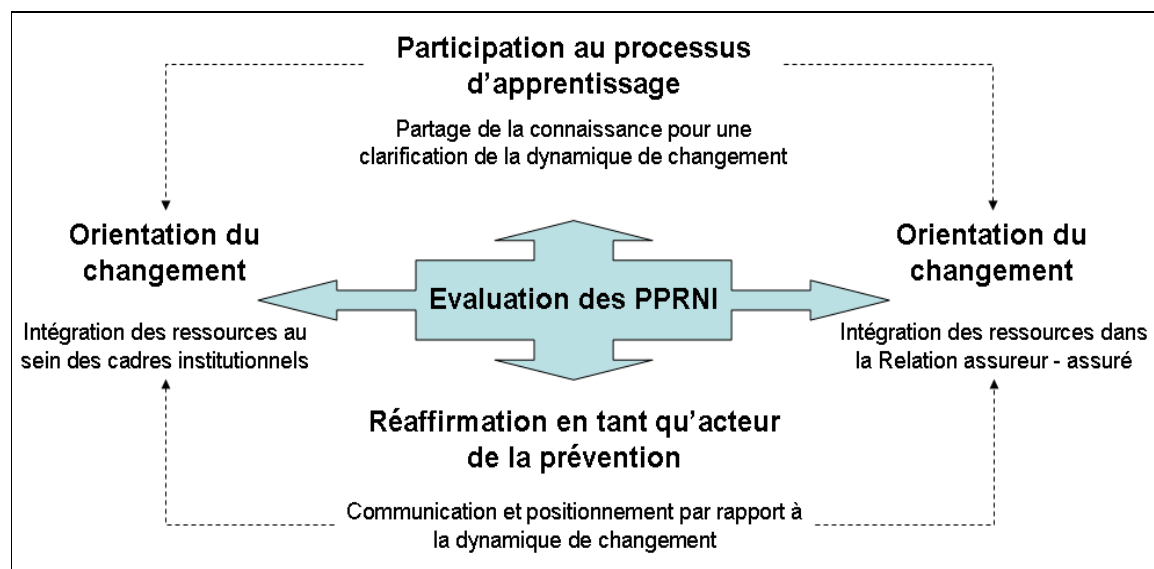 Participation au processus
d'apprentissage
Partage de la connaissance pour une
clarification de la dynamique de changement
Orientation du
changement
Intégration des ressources au
sein des cadres institutionnels
Evaluation des PPRNI
Orientation du
changement
Intégration des ressources dans
la Relation assureur - assuré
Réaffirmation en tant qu'acteur
de la prévention
Communication et positionnement par rapport à
la dynamique de changement